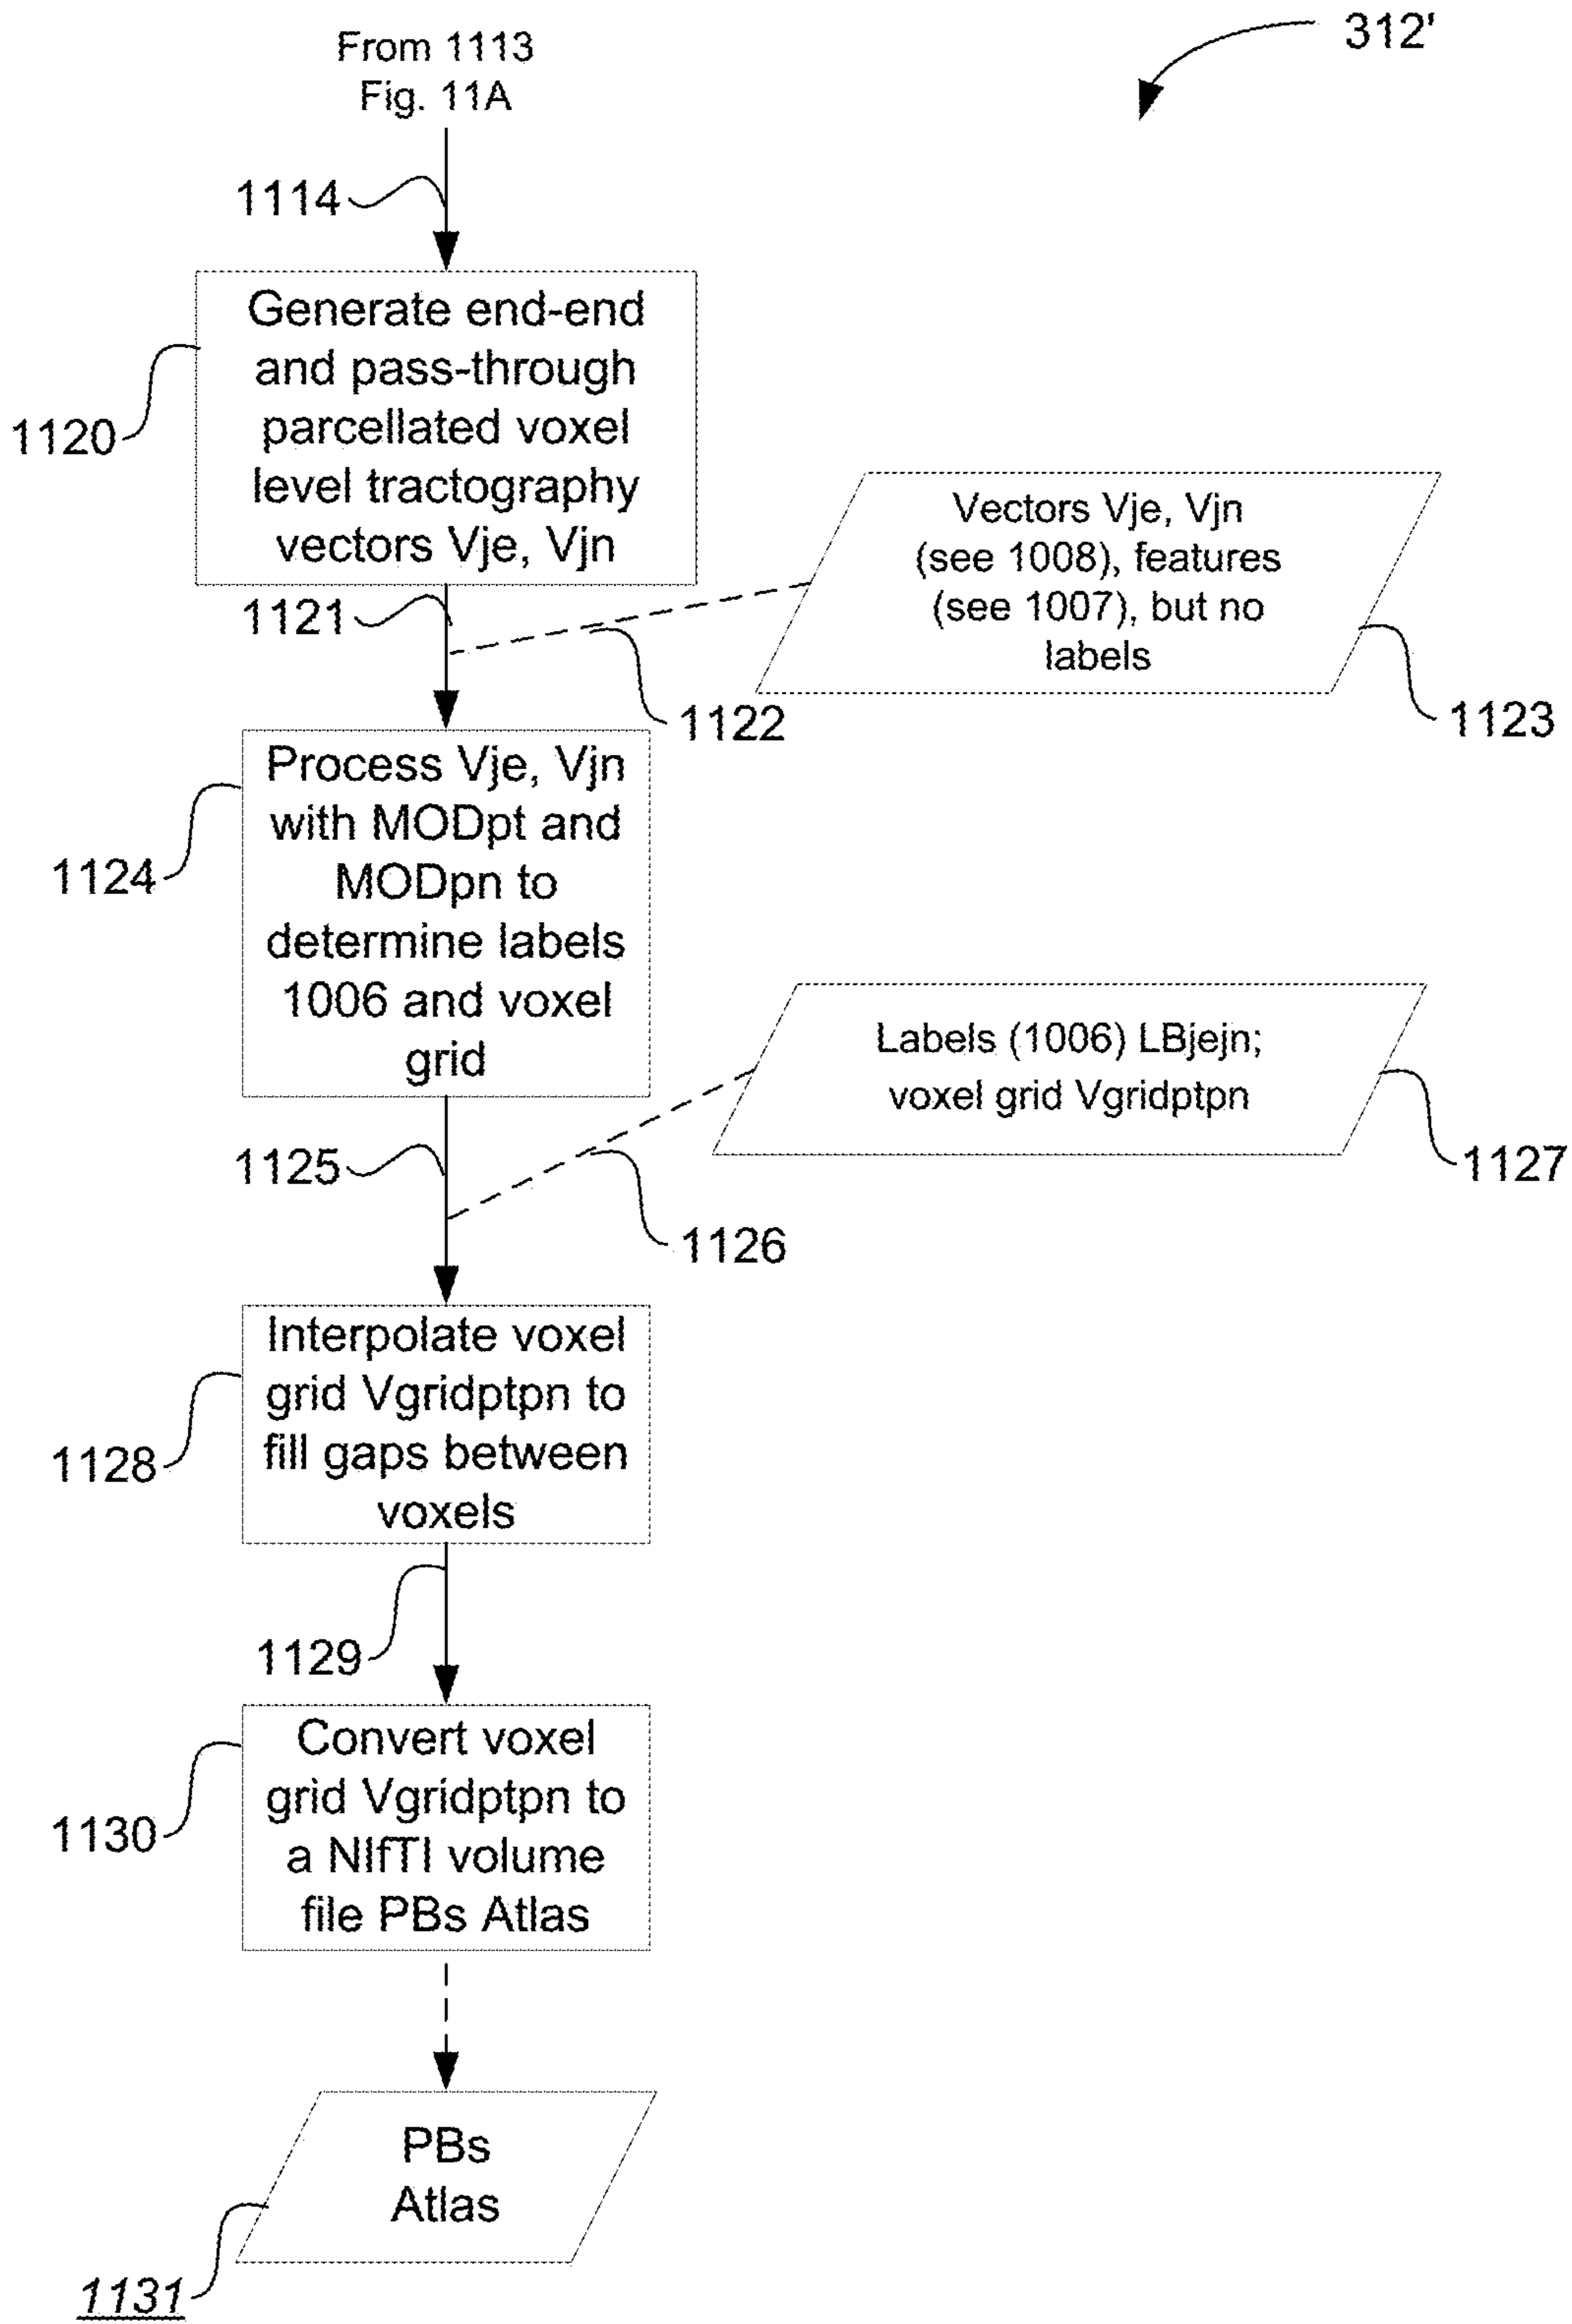 312'
From 1113
Fig. 11A
1114
Generate end-end
and pass-through
parcellated voxel
level tractography
vectors Vje, Vjn
1120
1121
Vectors Vje, Vjn
(see 1008), features
(see 1007), but no
labels
1122
1123
Process Vje, Vjn
with MODpt and
MODpn to
determine labels
1006 and voxel
grid
1124
Labels (1006) LBjejn;
voxel grid Vgridptpn
1125
1126
1127
Interpolate voxel
grid Vgridptpn to
fill gaps between
voxels
1128
1129
Convert voxel
grid Vgridptpn to
a NIfTI volume
file PBs Atlas
1130
PBs
Atlas
1131